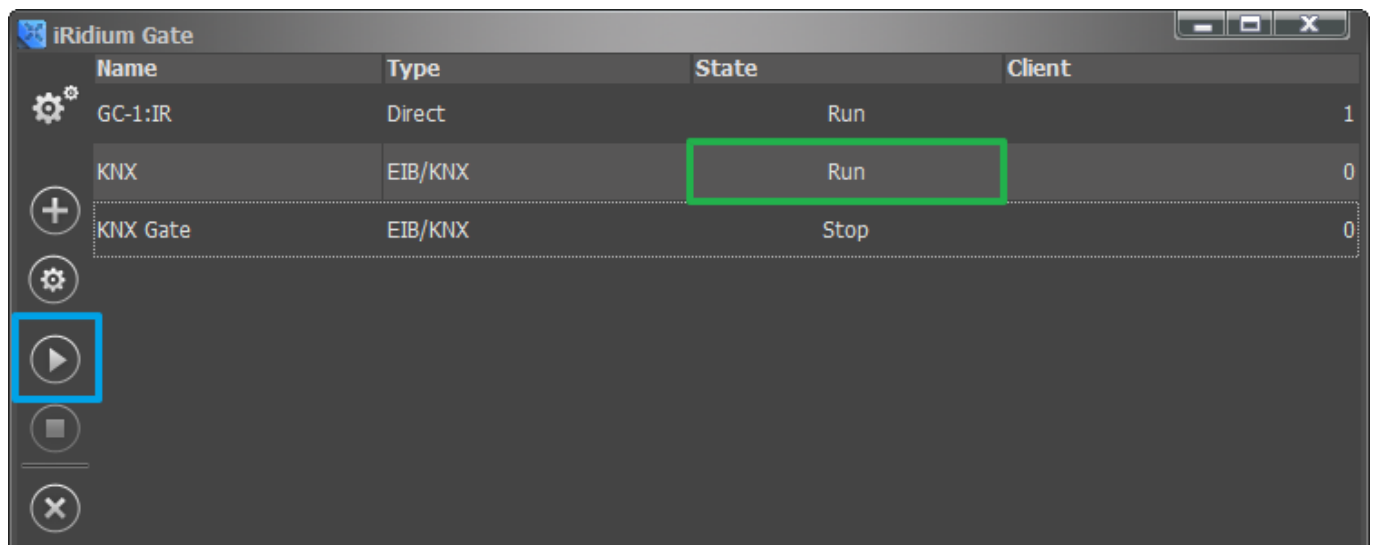 iRidium Gate
Name Type State Client
GC-1:IR Direct Run 1
KNX EIB/KNX Run 0
KNX Gate EIB/KNX Stop 0